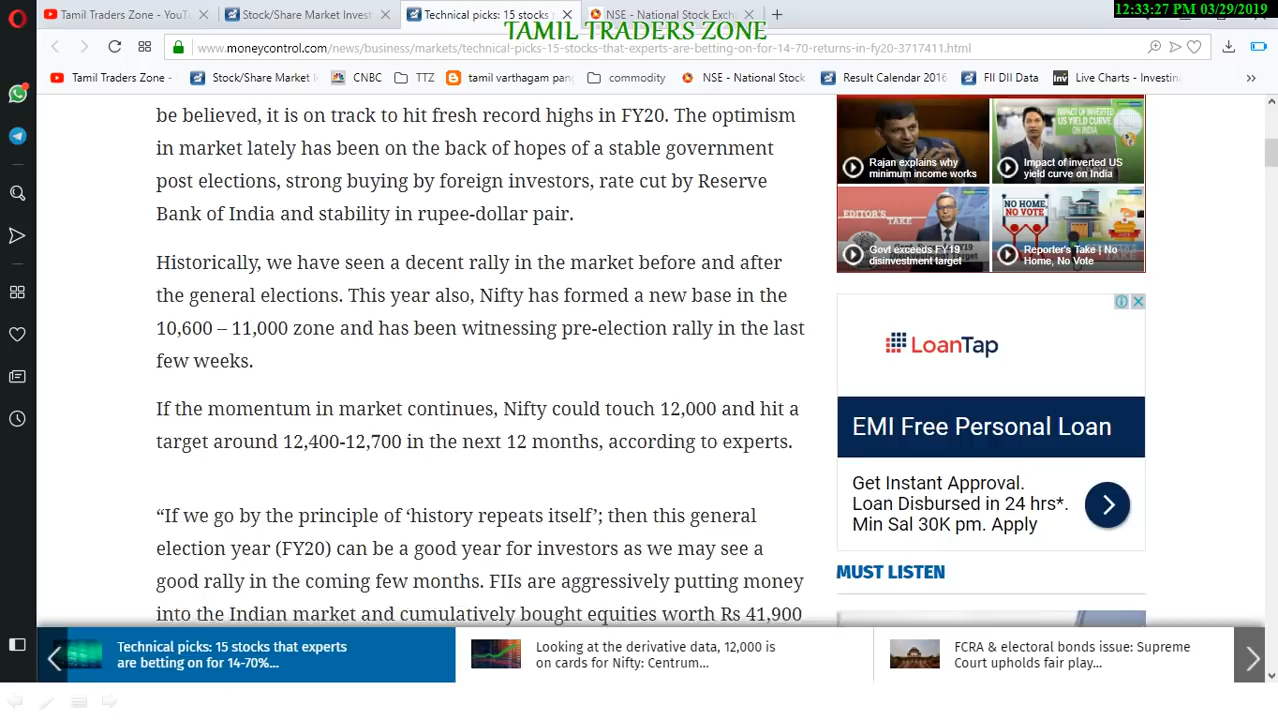 12:33:27 PM 03/29/2019
Tamil Traders Zone - YouTu
Stock/Share Market Invest
Technical picks: 15 stocks
NSE - National Stock Exch
TAMIL TRADERS ZONE
www.moneycontrol.com/news/business/markets/technical-picks-15-stocks-that-experts-are-betting-on-for-14-70-returns-in-fy20-3717411.html
Tamil Traders Zone -
Stock/Share Market I
CNBC
TTZ
tamil varthagam pan
commodity
NSE - National Stock
Result Calendar 2016
FII DII Data
Inv
Live Charts - Investin
be believed, it is on track to hit fresh record highs in FY20. The optimism
in market lately has been on the back of hopes of a stable government
post elections, strong buying by foreign investors, rate cut by Reserve
Bank of India and stability in rupee-dollar pair.
Historically, we have seen decent rally in the market before and after
the general elections. This year also, Nifty has formed a new base in the
10,600 – 11,000 zone and has been witnessing pre-election rally in the last
few weeks.
If the momentum in market continues, Nifty could touch 12,000 and hit a
target around 12,400-12,700 in the next 12 months, according to experts.
“If we go by the principle of ‘history repeats itself’; then this general
election year (FY20) can be a good year for investors as we may see a
good rally in the coming few months. FIIs are aggressively putting money
into the Indian market and cumulatively bought equities worth Rs 41,900
Rajan explains why
minimum income works
IMPACT OF INVERTED
US YIELD CURVE
ON INDIA
Impact of inverted US
yield curve on India
EDITOR'S
TAKE
Govt exceeds FY19
disinvestment target
NO HOME,
NO VOTE
Reporter's Take | No
Home, No Vote
LoanTap
EMI Free Personal Loan
Get Instant Approval.
Loan Disbursed in 24 hrs*.
Min Sal 30K pm. Apply
MUST LISTEN
Technical picks: 15 stocks that experts
are betting on for 14-70%...
Looking at the derivative data, 12,000 is
on cards for Nifty: Centrum...
FCRA & electoral bonds issue: Supreme
Court upholds fair play...